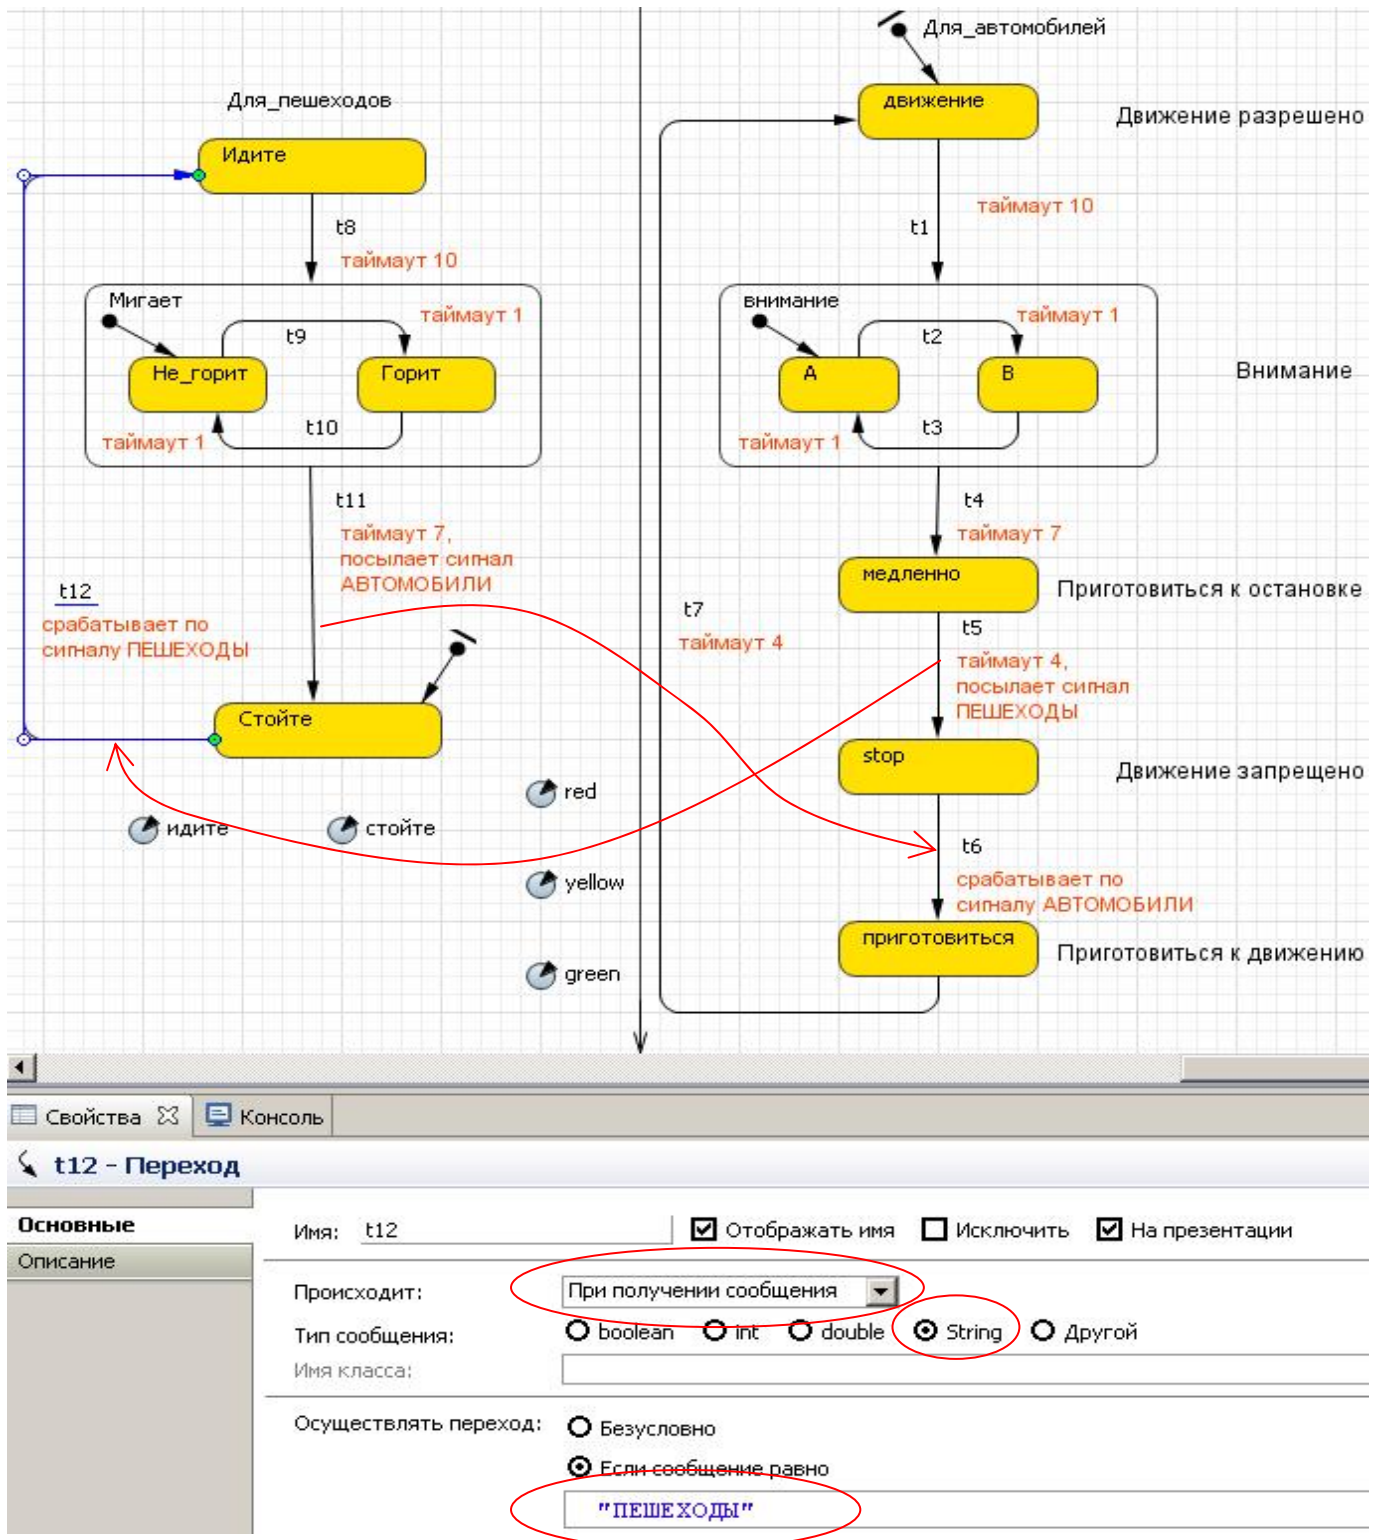 Для_автомобилей
Для_пешеходов
движение
Движение разрешено
Идите
таймаут 10
t1
t8
таймаут 10
Мигает
таймаут 1
t9
Не_горит
Горит
t10
таймаут 1
внимание
таймаут 1
t2
A
B
Внимание
t3
таймаут 1
t11
таймаут 7,
посылает сигнал
АВТОМОБИЛИ
t4
таймаут 7
медленно
Приготовиться к остановке
t12
срабатывает по
сигналу ПЕШЕХОДЫ
t7
таймаут 4
t5
таймаут 4,
посылает сигнал
ПЕШЕХОДЫ
Стойте
stop
Движение запрещено
red
идите
стойте
t6
yellow
срабатывает по
сигналу АВТОМОБИЛИ
приготовиться
Приготовиться к движению
green
Свойства
Консоль
t12 - Переход
Основные
Описание
Имя: t12
Отображать имя
Исключить
На презентации
Происходит: При получении сообщения
Тип сообщения: boolean int double String Другой
Имя класса:
Осуществлять переход: Безусловно
Если сообщение равно
"ПЕШЕХОДЫ"